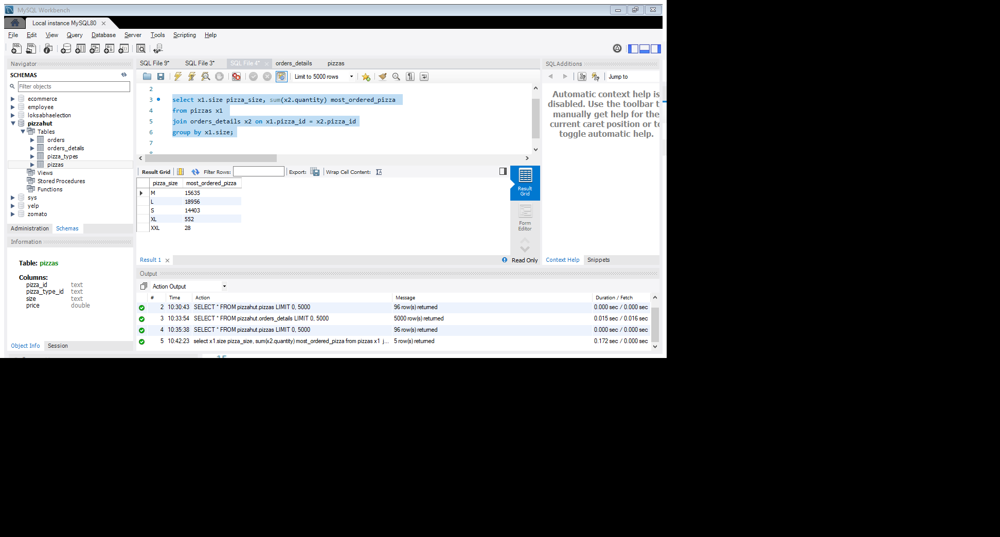 MySQL Workbench
Local instance MySQL80
File Edit View Query Database Server Tools Scripting Help
Navigator
SCHEMAS
Filter objects
ecommerce
employee
loksabhaelection
pizzahut
Tables
orders
orders_details
pizza_types
pizzas
Views
Stored Procedures
Functions
sys
yelp
zomato
Administration Schemas
Information
Table: pizzas
Columns:
pizza_id text
pizza_type_id text
size text
price double
Object Info Session
SQL File 9* SQL File 3* SQL File 4* orders_details pizzas
Limit to 5000 rows
2
3 select x1.size pizza_size, sum(x2.quantity) most_ordered_pizza
4 from pizzas x1
5 join orders_details x2 on x1.pizza_id = x2.pizza_id
6 group by x1.size;
7
8
Result Grid Filter Rows: Export: Wrap Cell Content:
pizza_size most_ordered_pizza
M 15635
L 18956
S 14403
XL 552
XXL 28
Result Grid
Form Editor
Result 1 Read Only
SQLAdditions
Jump to
Automatic context help is
disabled. Use the toolbar t
manually get help for the
current caret position or to
toggle automatic help.
Context Help Snippets
Output
Action Output
# Time Action Message Duration / Fetch
2 10:30:43 SELECT * FROM pizzahut.pizzas LIMIT 0, 5000 96 row(s) returned 0.000 sec / 0.000 sec
3 10:33:54 SELECT * FROM pizzahut.orders_details LIMIT 0, 5000 5000 row(s) returned 0.015 sec / 0.016 sec
4 10:35:38 SELECT * FROM pizzahut.pizzas LIMIT 0, 5000 96 row(s) returned 0.000 sec / 0.000 sec
5 10:42:23 select x1.size pizza_size, sum(x2.quantity) most_ordered_pizza from pizzas x1 j... 5 row(s) returned 0.172 sec / 0.000 sec
15